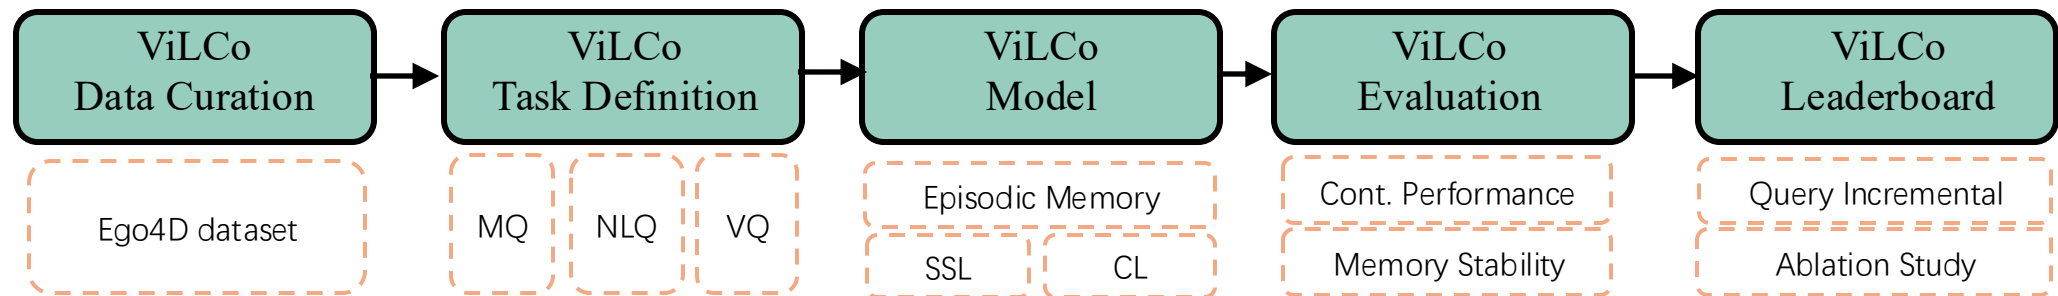 ViLCo
Data Curation
ViLCo
Task Definition
ViLCo
Model
ViLCo
Evaluation
ViLCo
Leaderboard
Ego4D dataset
MQ
NLQ
VQ
Episodic Memory
SSL
CL
Cont. Performance
Memory Stability
Query Incremental
Ablation Study